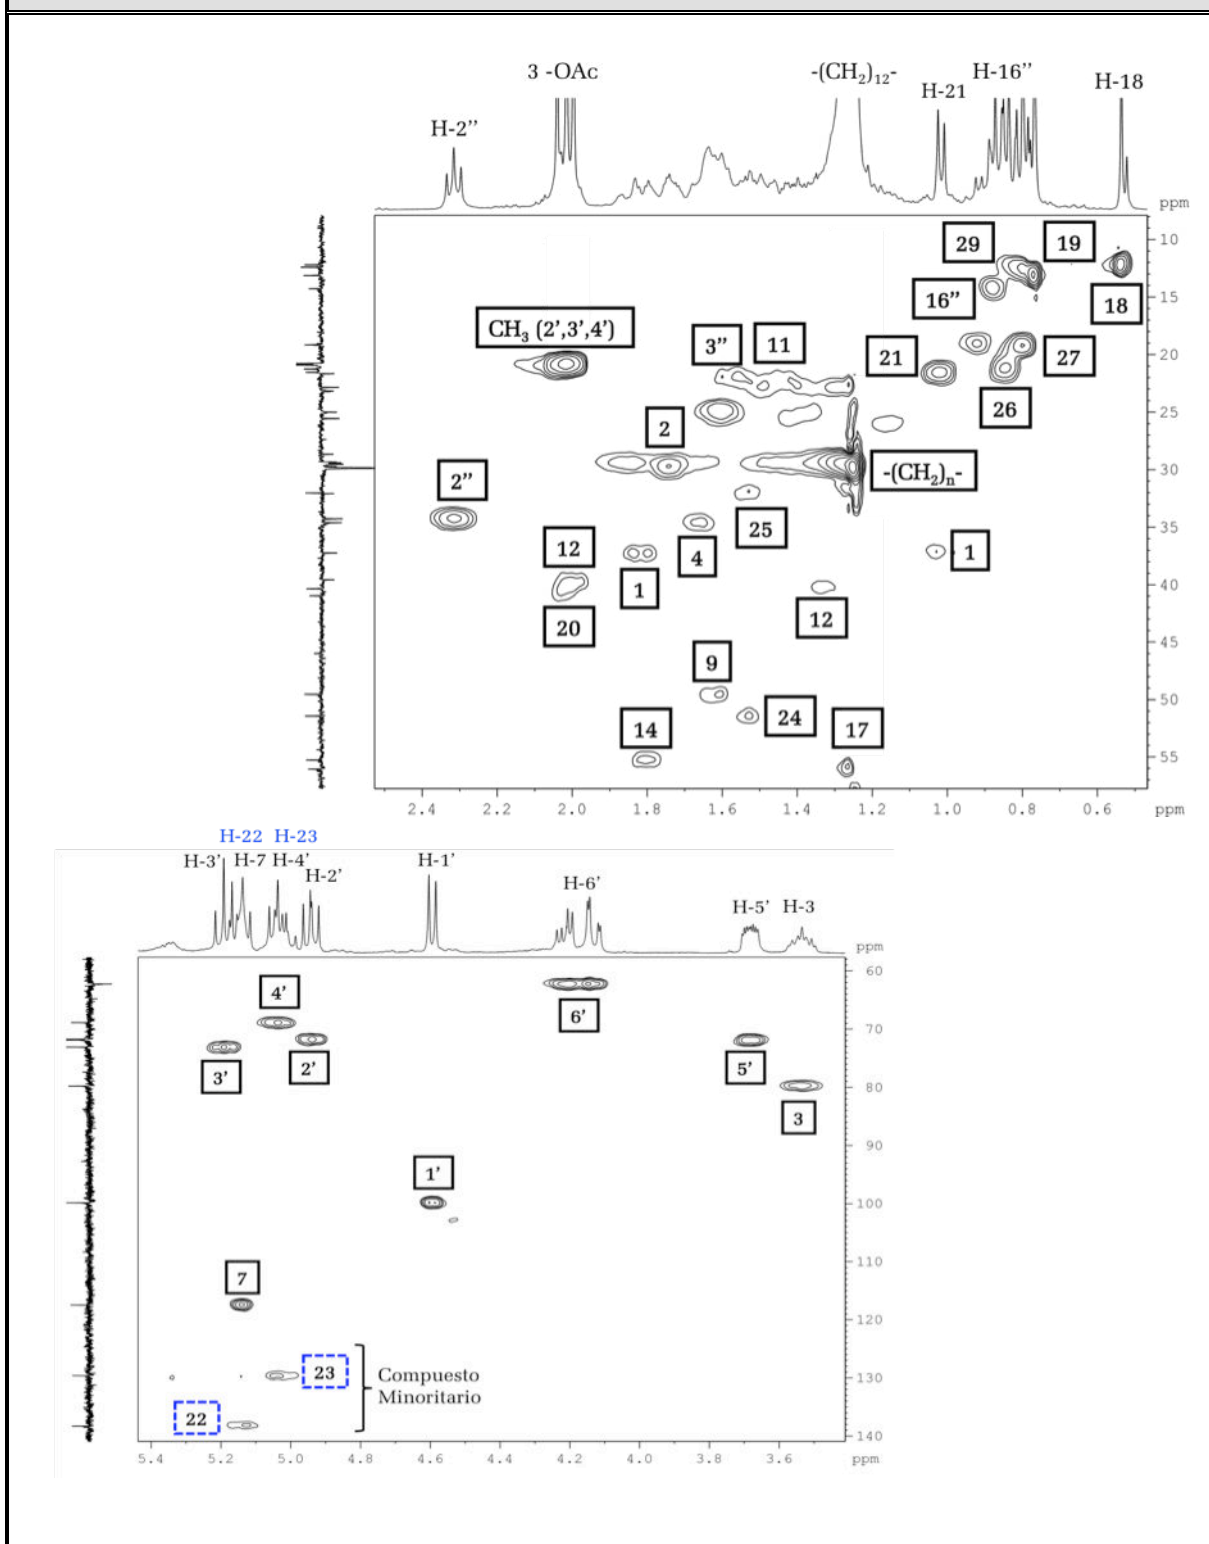 3 -OAc
-(CH2)12-
H-16’’
H-21
H-18
H-2’’
ppm
29
19
10
16’’
18
15
CH3 (2’,3’,4’)
3’’
11
21
27
20
26
2
25
2’’
-(CH2)n-
30
25
35
12
4
1
1
40
20
12
9
45
50
14
24
17
55
2.4 2.2 2.0 1.8 1.6 1.4 1.2 1.0 0.8 0.6 ppm
H-22 H-23
H-3’ H-7 H-4’
H-2’
H-1’
H-6’
H-5’ H-3
ppm
60
4’
6’
70
3’
2’
5’
80
3
90
1’
100
110
7
120
23
Compuesto
Minoritario
130
22
140
5.4 5.2 5.0 4.8 4.6 4.4 4.2 4.0 3.8 3.6 ppm